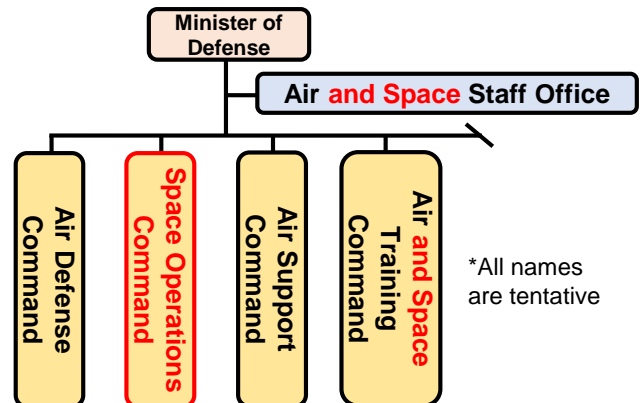 Minister of
Defense
Air and Space Staff Office
Air Defense
Command
Space Operations
Command
Air Support
Command
Air and Space
Training
Command
*All names
are tentative